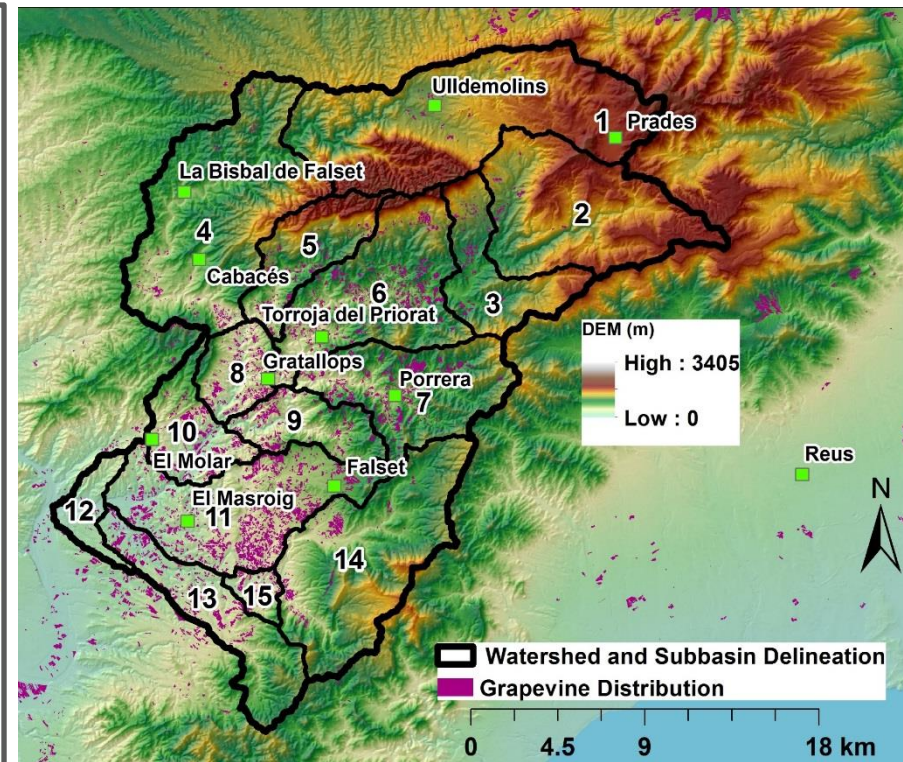 Ulldemolins
1
Prades
La Bisbal de Falset
2
4
5
Cabacés
6
3
Torroja del Priorat
DEM (m)
High : 3405
Low : 0
8
Gratallops
Porrera
7
9
10
El Molar
Falset
Reus
El Masroig
11
12
N
14
13
15
Watershed and Subbasin Delineation
Grapevine Distribution
0 4.5 9 18 km